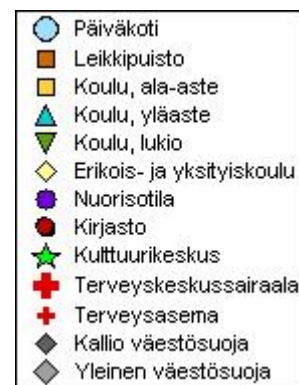 Päiväkoti
Leikkipuisto
Koulu, ala-aste
Koulu, yläaste
Koulu, lukio
Erikois- ja yksityiskoulu
Nuorisotila
Kirjasto
Kulttuurikeskus
Terveyskeskussairaala
Terveysasema
Kallio väestösuoja
Yleinen väestösuoja